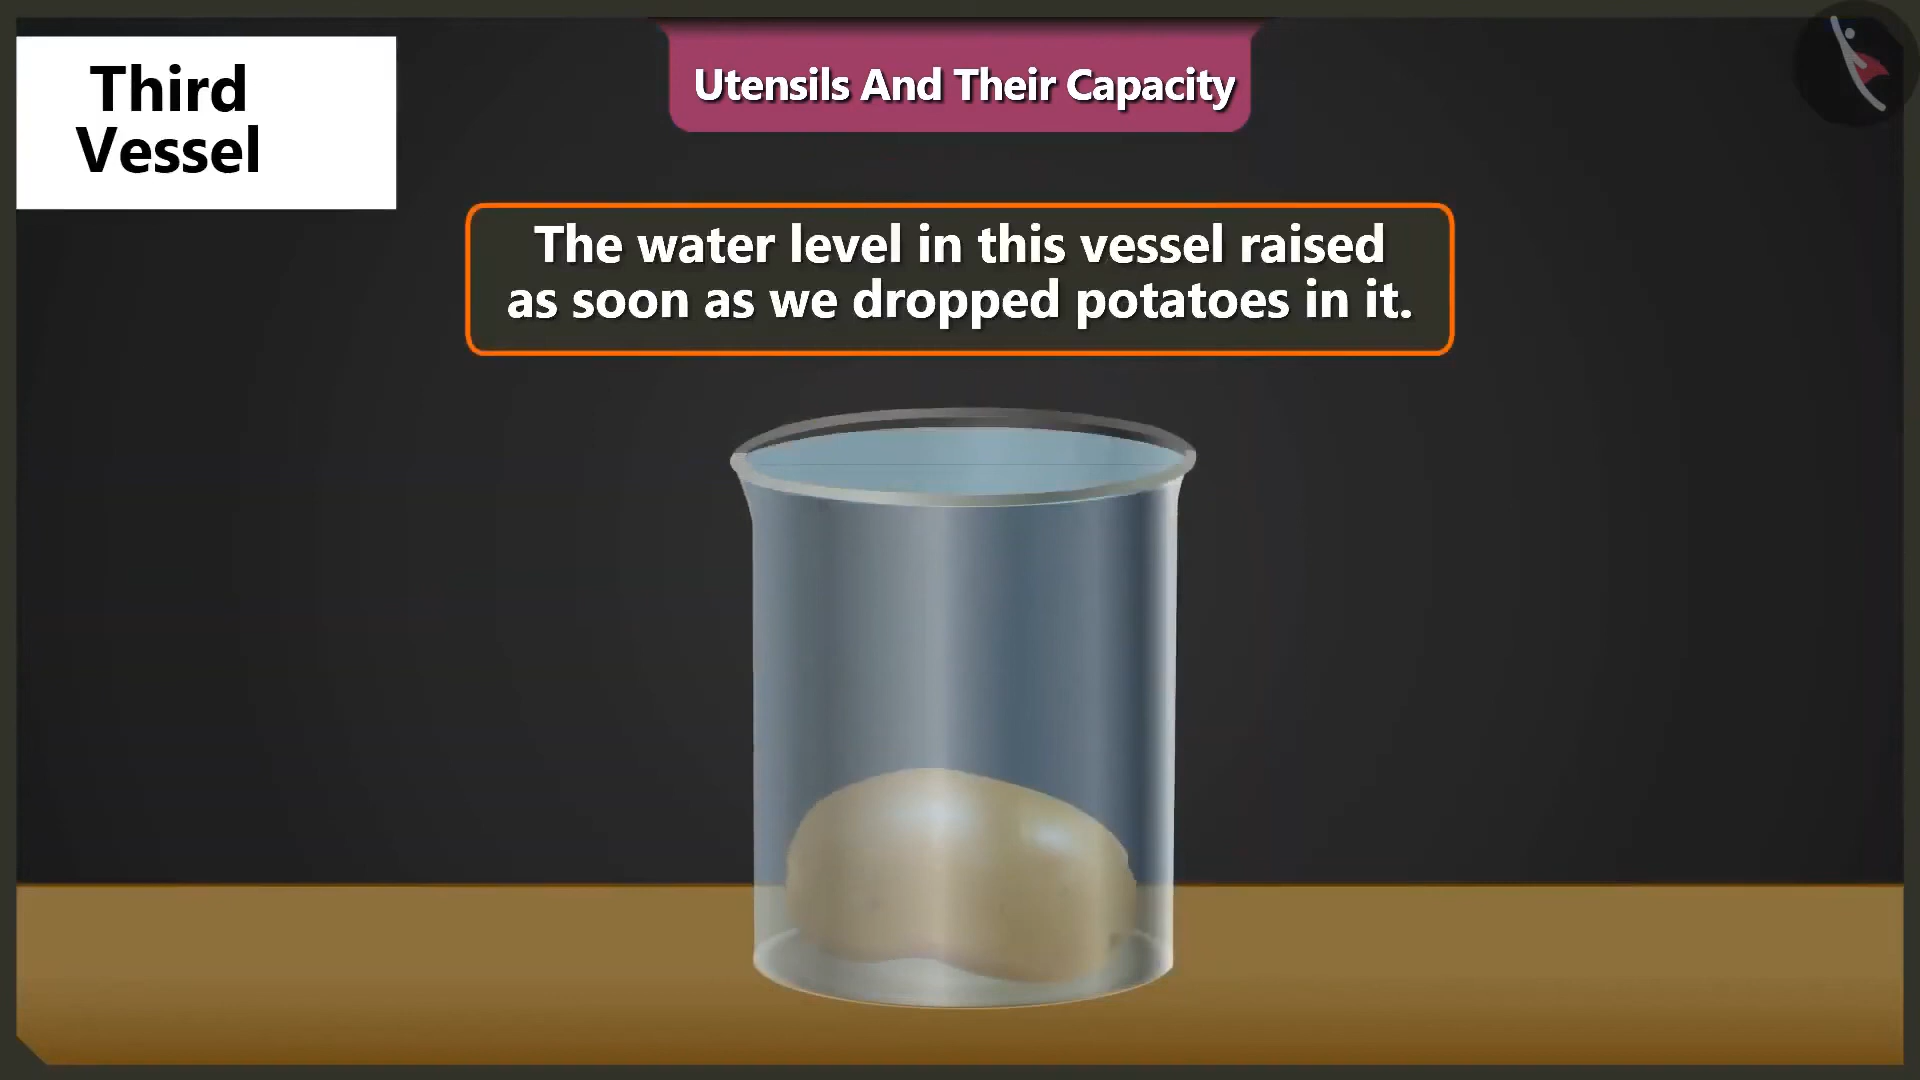 Third
Vessel
Utensils And Their Capacity
The water level in this vessel raised
as soon as we dropped potatoes in it.